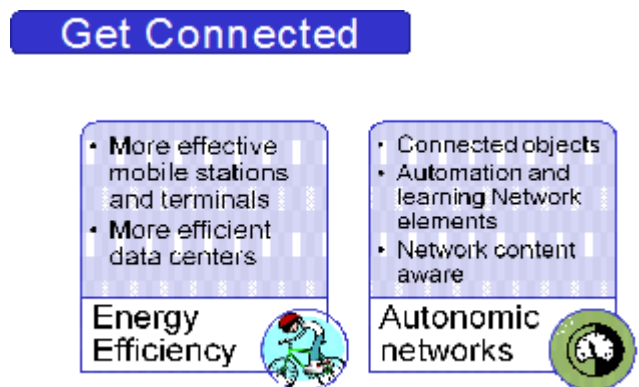 Get Connected
• More effective
mobile stations
and terminals
• More efficient
data centers
Energy
Efficiency
• Connected objects
• Automation and
learning Network
elements
• Network content
aware
Autonomic
networks